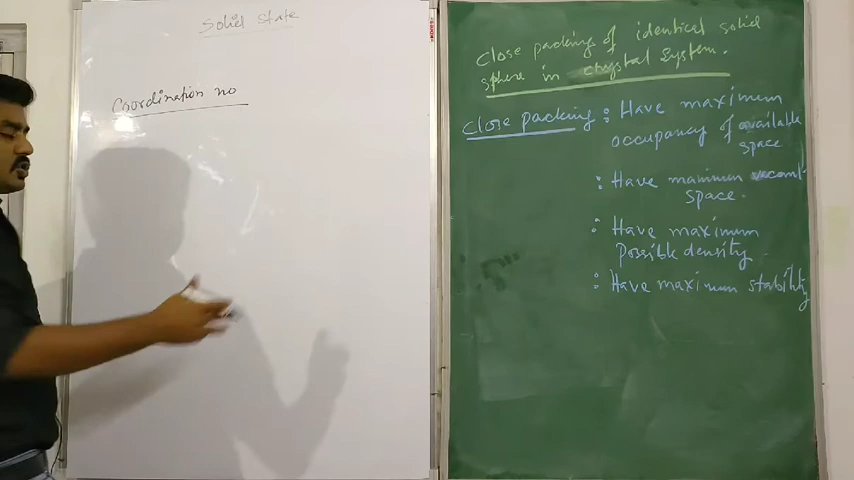 Solid State
Coordination no
Close packing of identical solid
sphere in crystal system.
Close packing : Have maximum
occupancy of available
space
: Have minimum vacant
space.
: Have maximum
possible density
: Have maximum stability